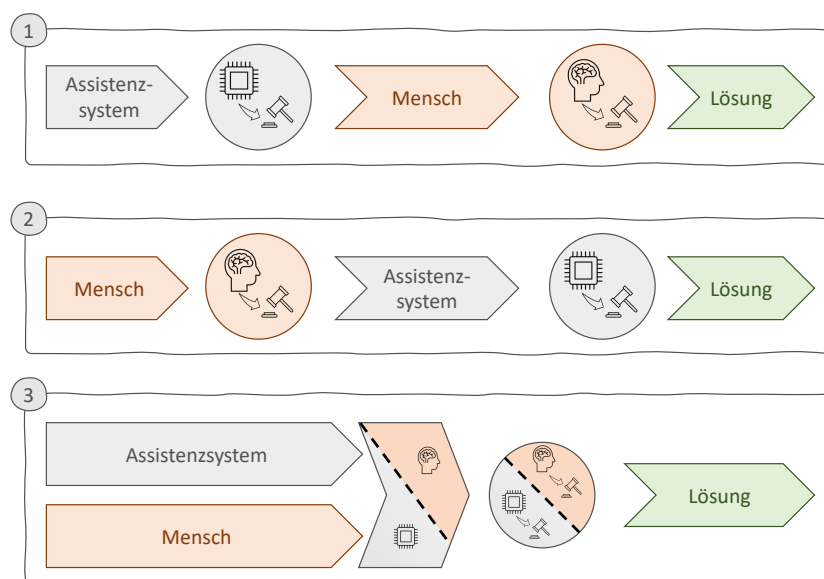 1
Assistenz-
system
Mensch
Lösung
2
Mensch
Assistenz-
system
Lösung
3
Assistenzsystem
Mensch
Lösung